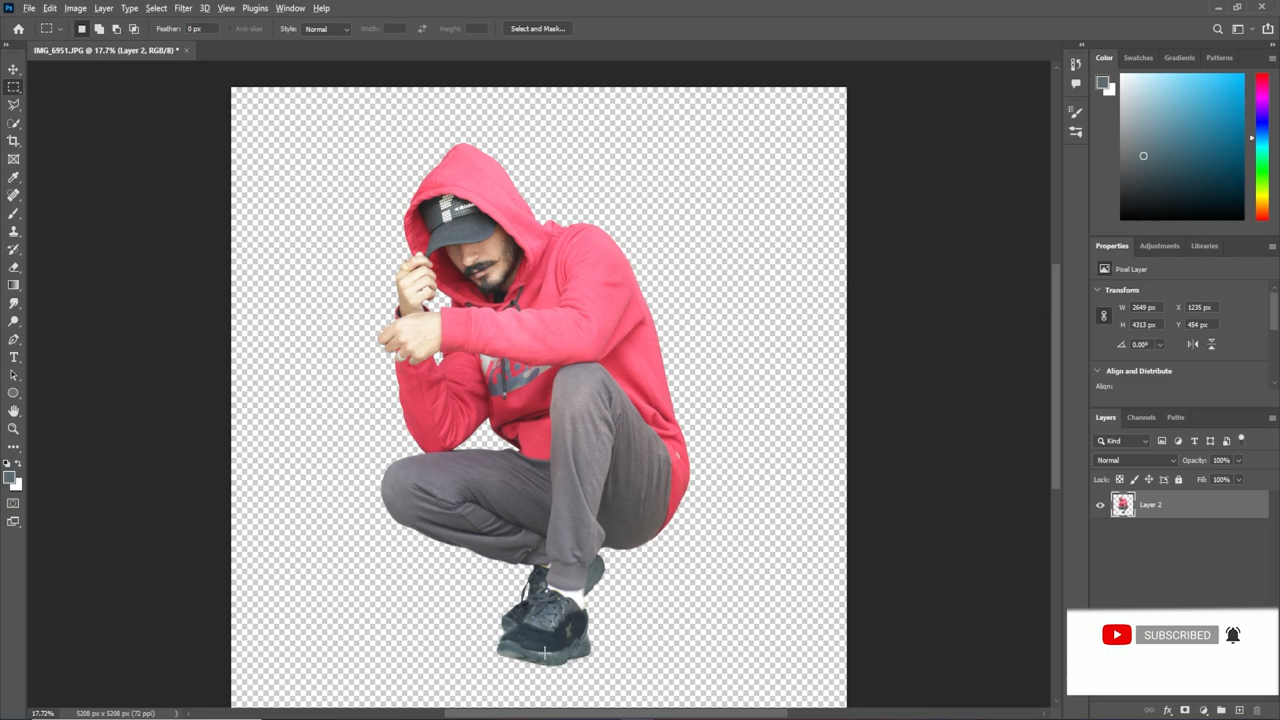 Ps File Edit Image Layer Type Select Filter 3D View Plugins Window Help
Feather: 0 px Anti-alias Style: Normal Width: Height: Select and Mask...
IMG_6951.JPG @ 17.7% (Layer 2, RGB/8) * ×
Color Swatches Gradients Patterns
Properties Adjustments Libraries
Pixel Layer
Transform
W 2649 px X 1235 px
H 4313 px Y 454 px
0.00°
Align and Distribute
Align:
Layers Channels Paths
Kind
Normal Opacity: 100%
Lock: Fill: 100%
Layer 2
SUBSCRIBED
17.72% 5208 px x 5208 px (72 ppi)